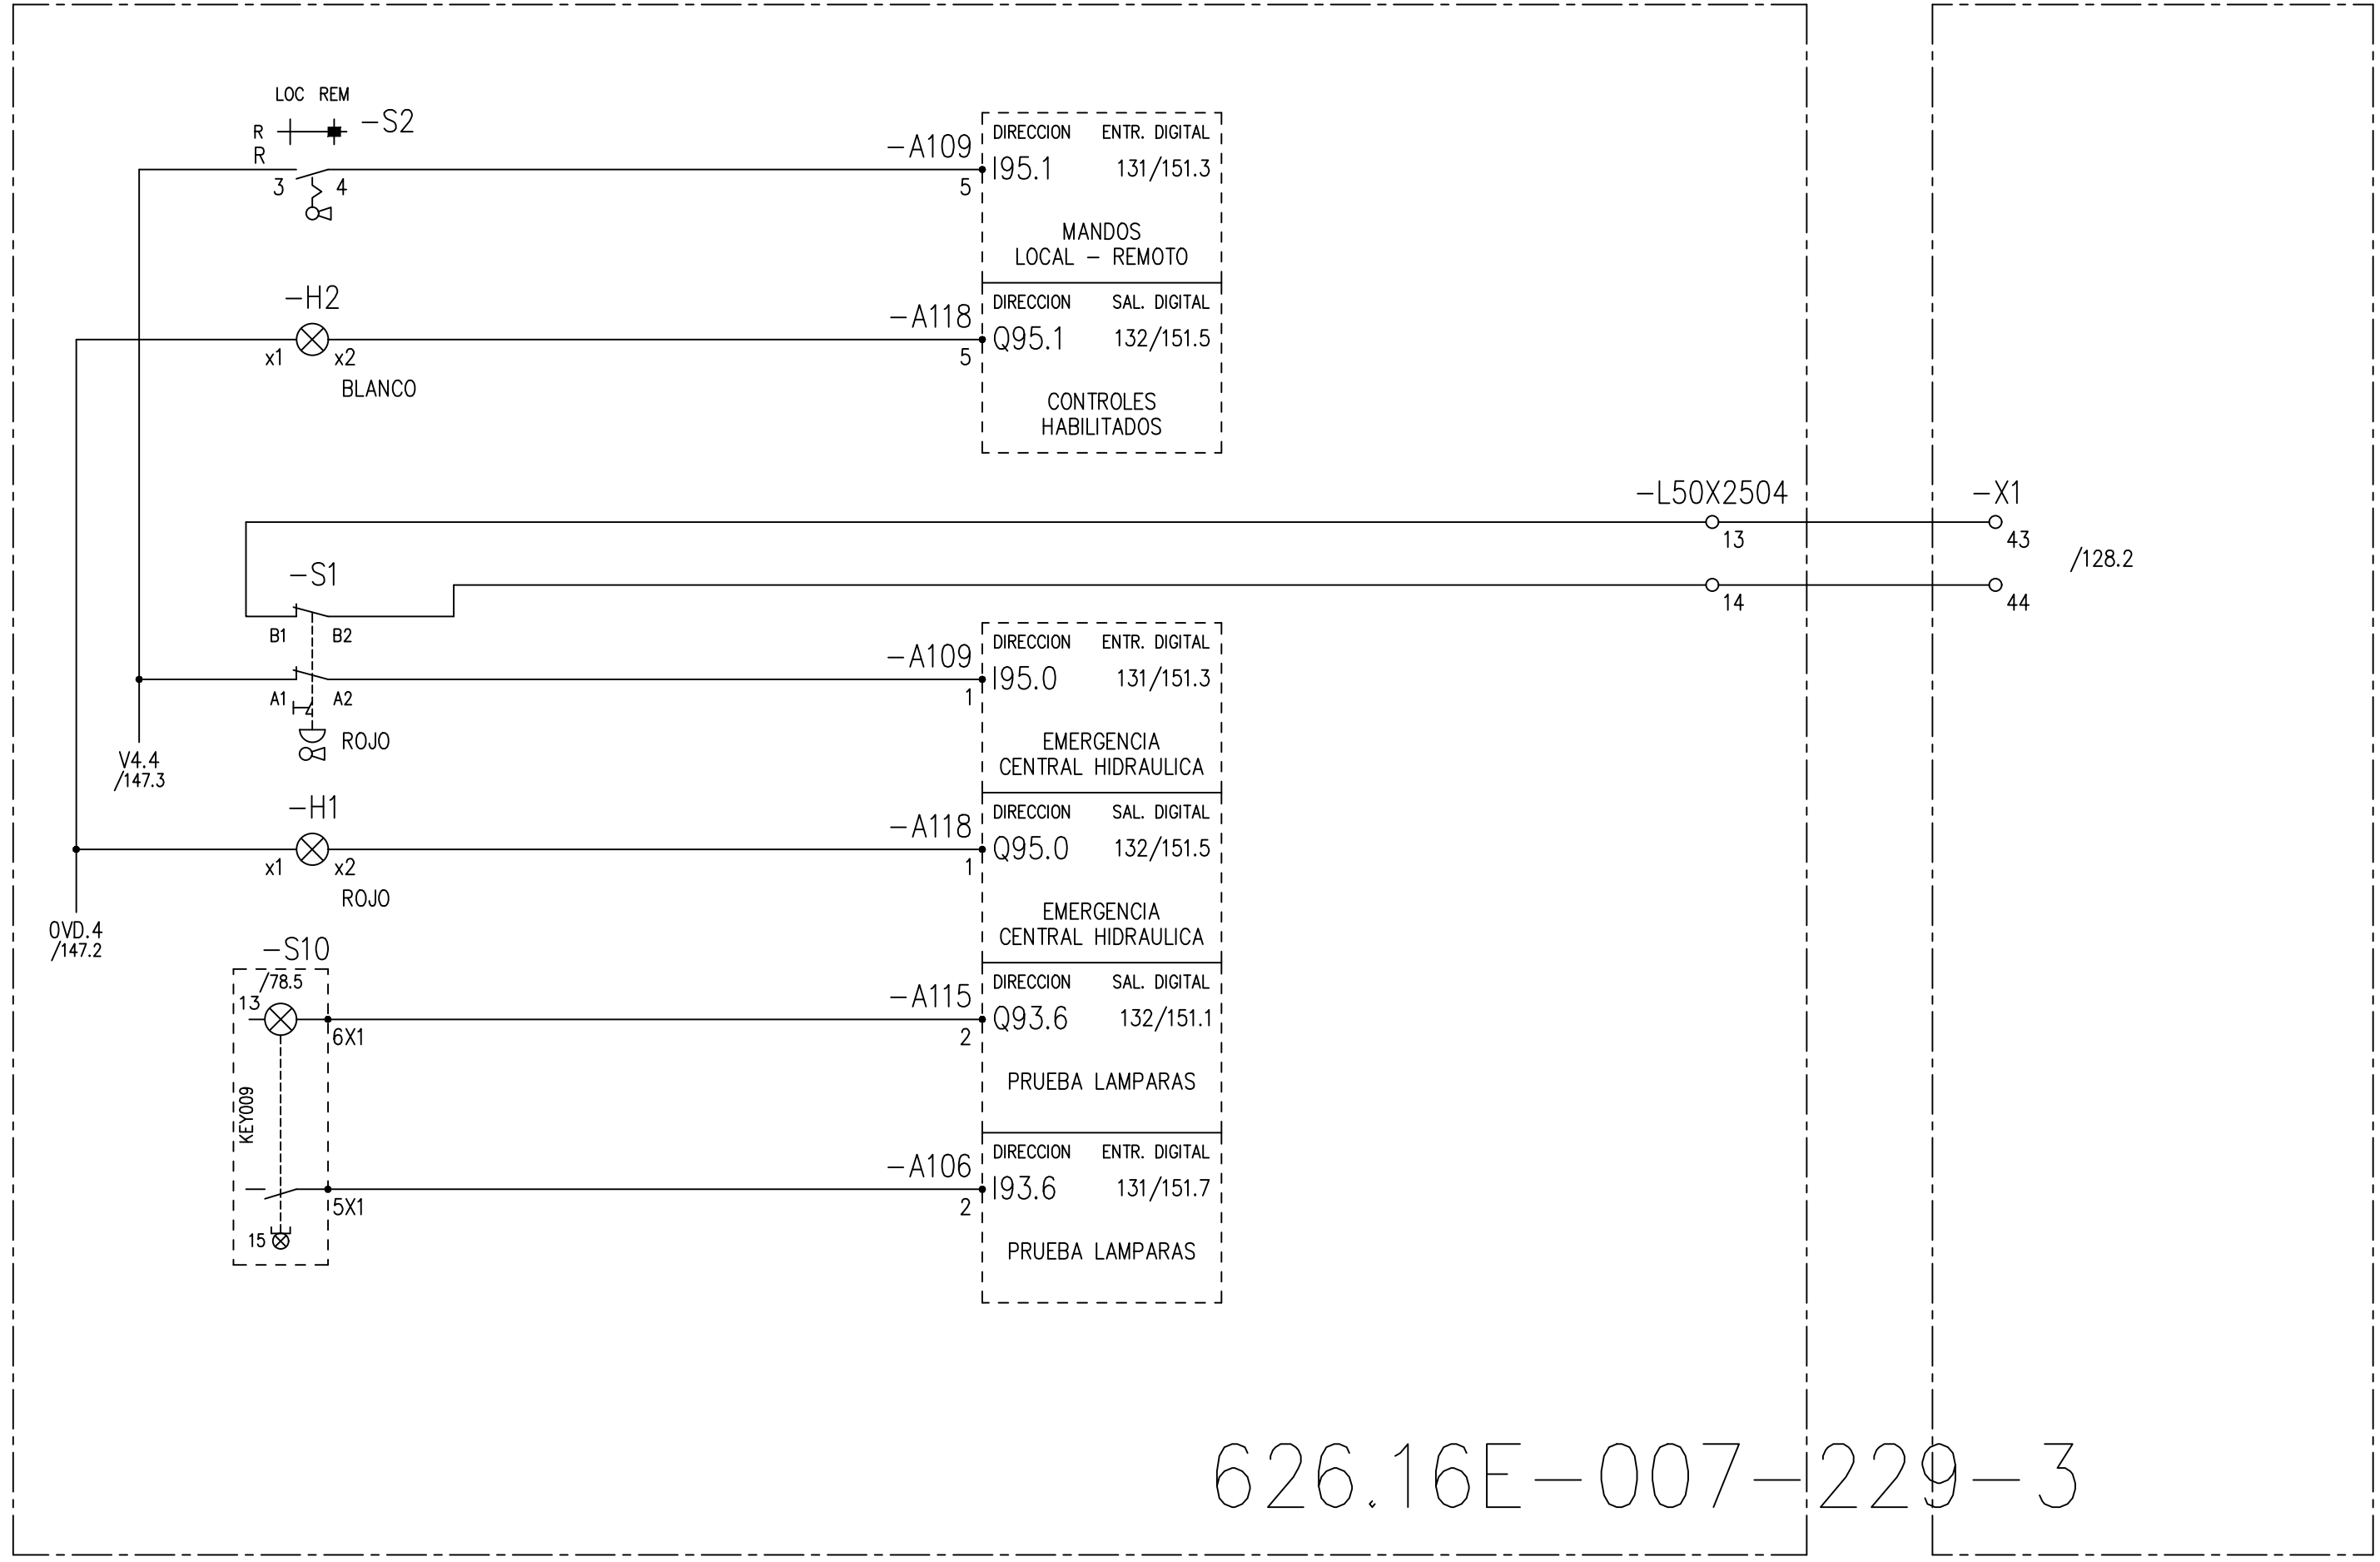 LOC REM
-S2
R
R
3 4
-A109
5
DIRECCION ENTR. DIGITAL
I95.1 131/151.3
MANDOS
LOCAL - REMOTO
-H2
x1 x2
BLANCO
-A118
5
DIRECCION SAL. DIGITAL
Q95.1 132/151.5
CONTROLES
HABILITADOS
-L50X2504 -X1
13 43
/128.2
14 44
-S1
B1 B2
A1 A2
ROJO
-A109
1
DIRECCION ENTR. DIGITAL
I95.0 131/151.3
EMERGENCIA
CENTRAL HIDRAULICA
V4.4
/147.3
-H1
x1 x2
ROJO
-A118
1
DIRECCION SAL. DIGITAL
Q95.0 132/151.5
EMERGENCIA
CENTRAL HIDRAULICA
0VD.4
/147.2
-S10
/78.5
13
6X1
KEY009
5X1
15
-A115
2
DIRECCION SAL. DIGITAL
Q93.6 132/151.1
PRUEBA LAMPARAS
-A106
2
DIRECCION ENTR. DIGITAL
I93.6 131/151.7
PRUEBA LAMPARAS
626.16E-007-229-3